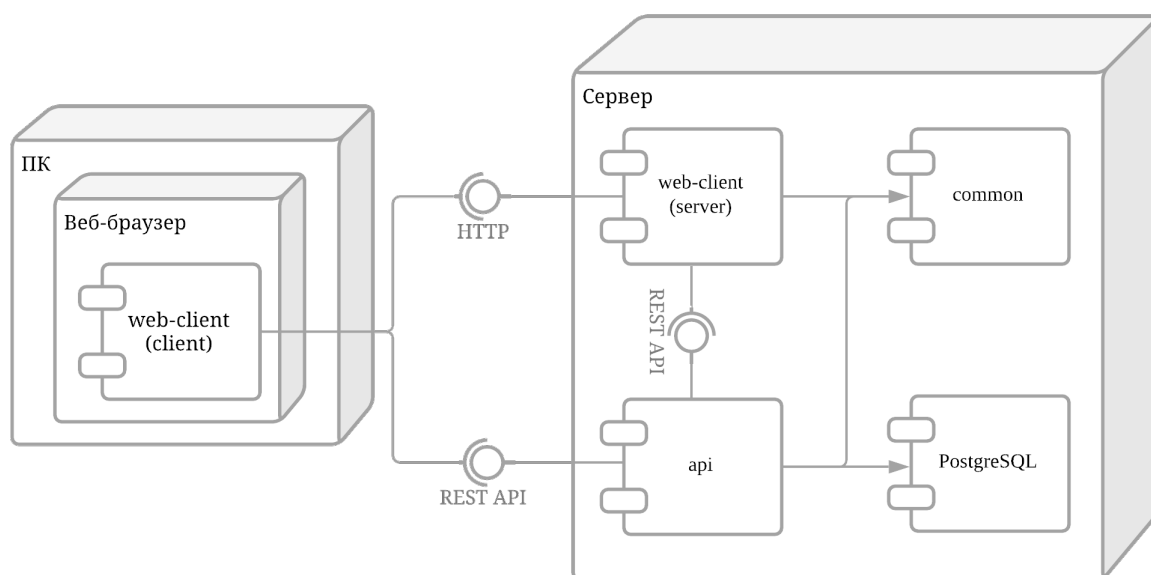 Сервер
ПК
Веб-браузер
web-client
(client)
HTTP
REST API
web-client
(server)
common
REST API
api
PostgreSQL